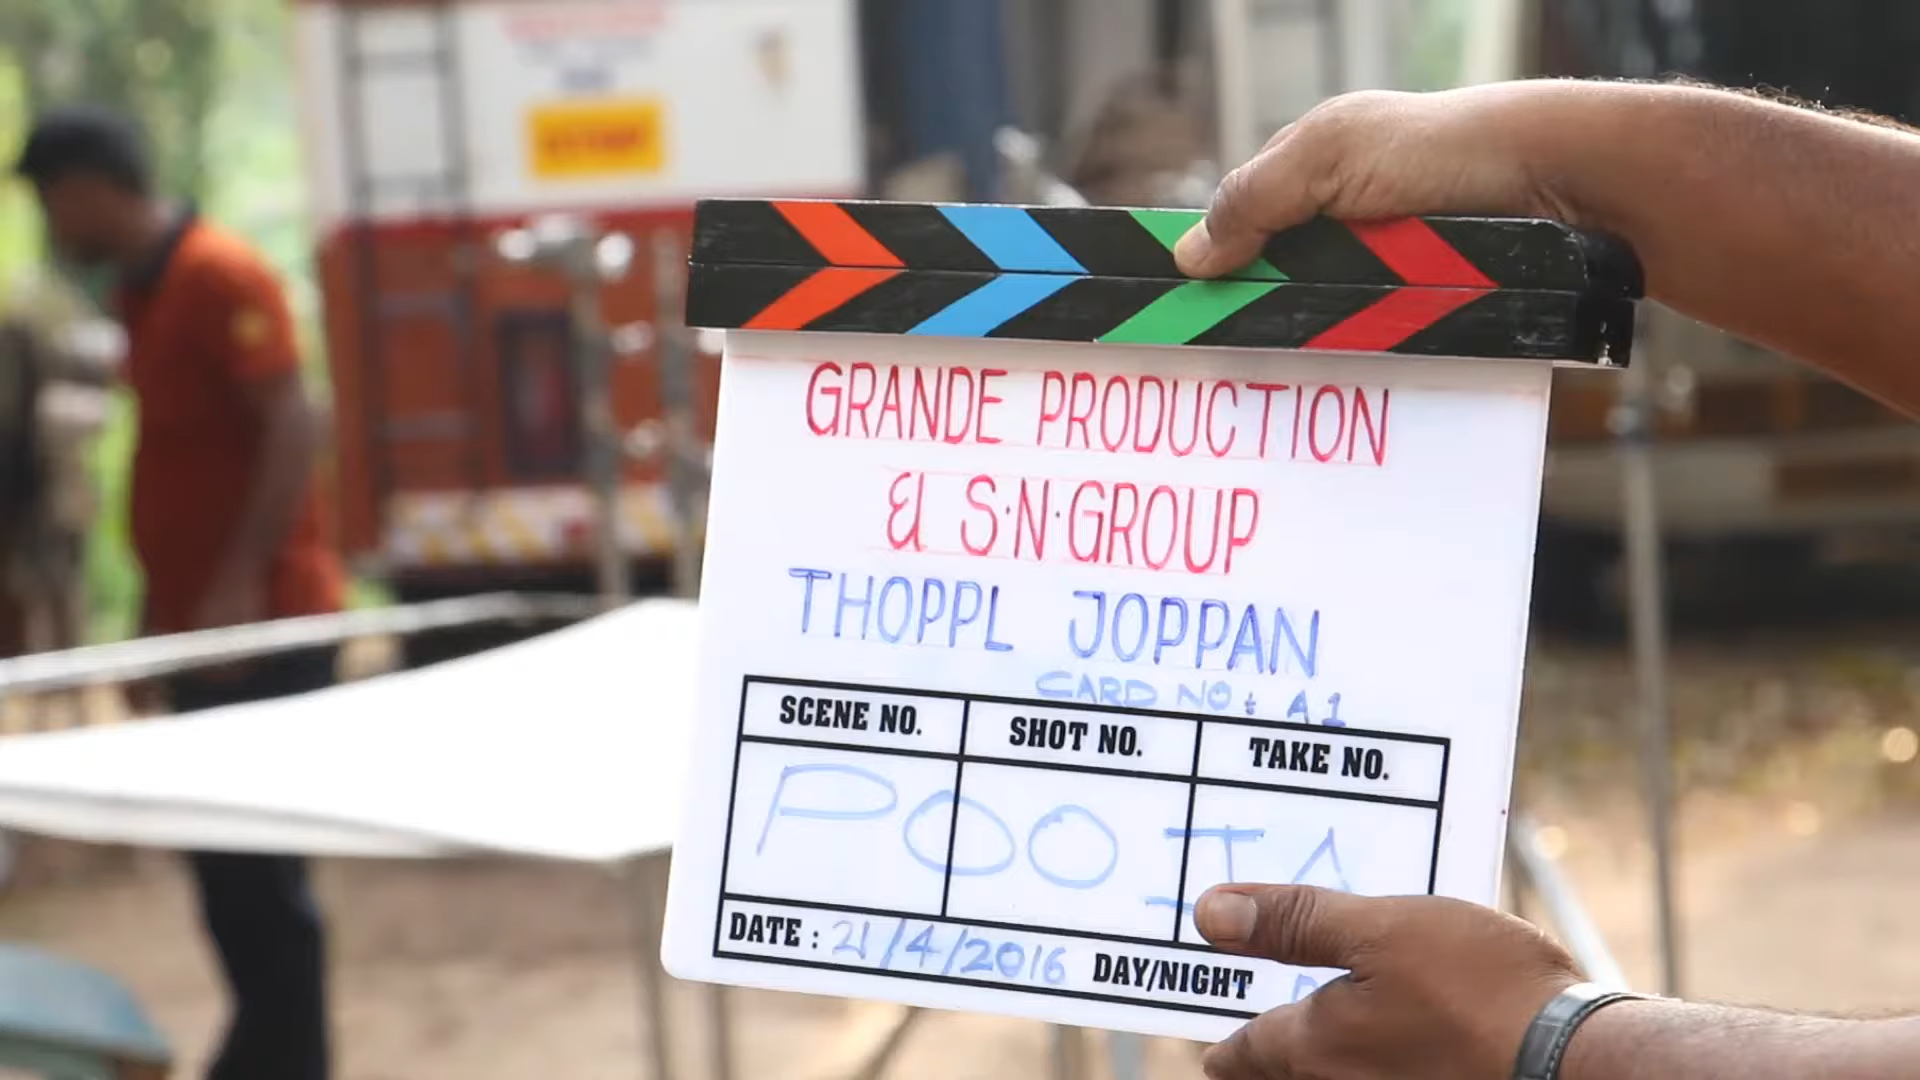 GRANDE PRODUCTION
& S.N.GROUP
THOPPL JOPPAN
CARD NO: A1
SCENE NO. SHOT NO. TAKE NO.
POOJA
DATE : 21/4/2016 DAY/NIGHT